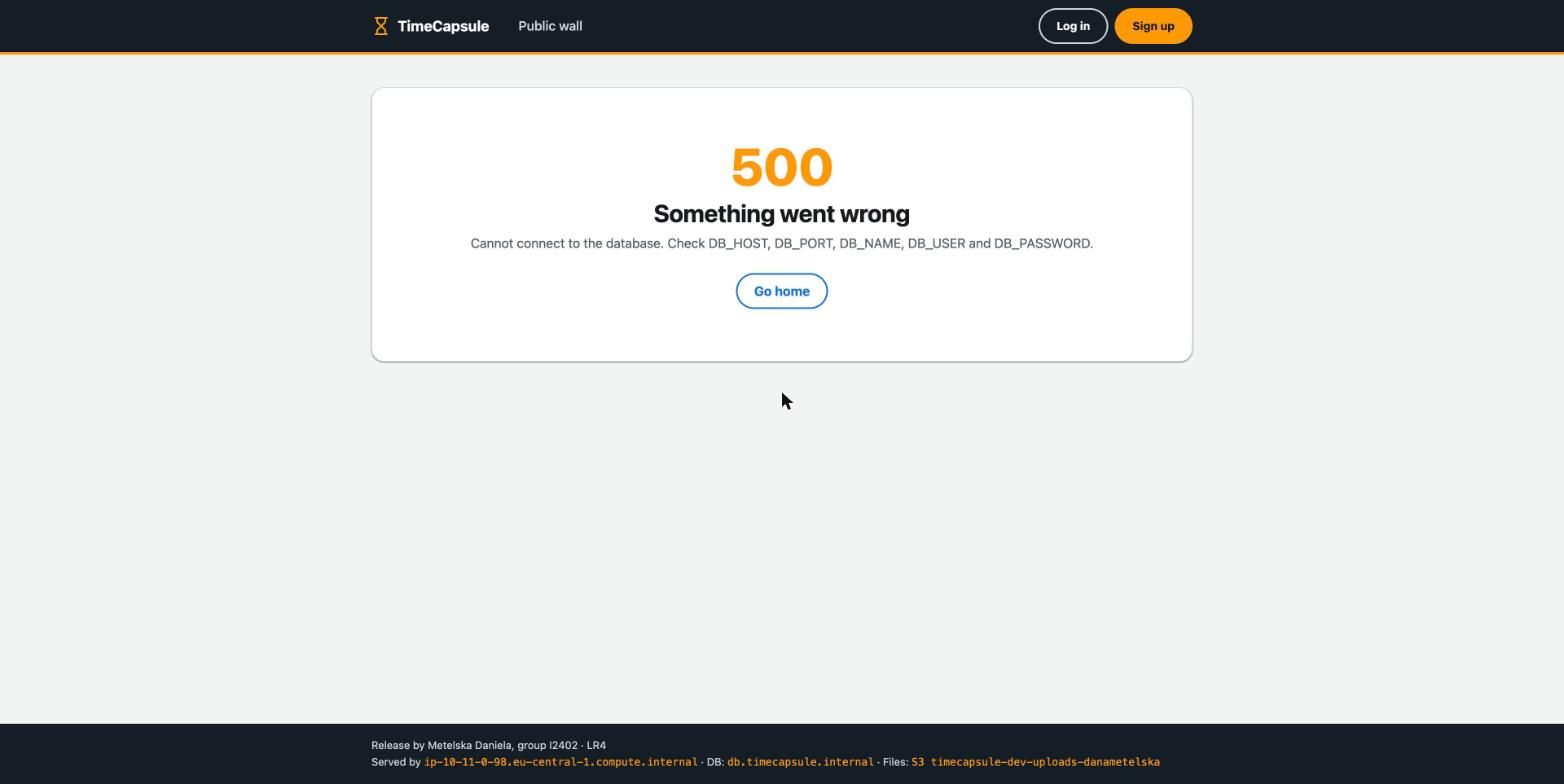 TimeCapsule
Public wall
Log in
Sign up
500
Something went wrong
Cannot connect to the database. Check DB_HOST, DB_PORT, DB_NAME, DB_USER and DB_PASSWORD.
Go home
Release by Metelska Daniela, group I2402 · LR4
Served by ip-10-11-0-98.eu-central-1.compute.internal · DB: db.timecapsule.internal · Files: S3 timecapsule-dev-uploads-danametelska